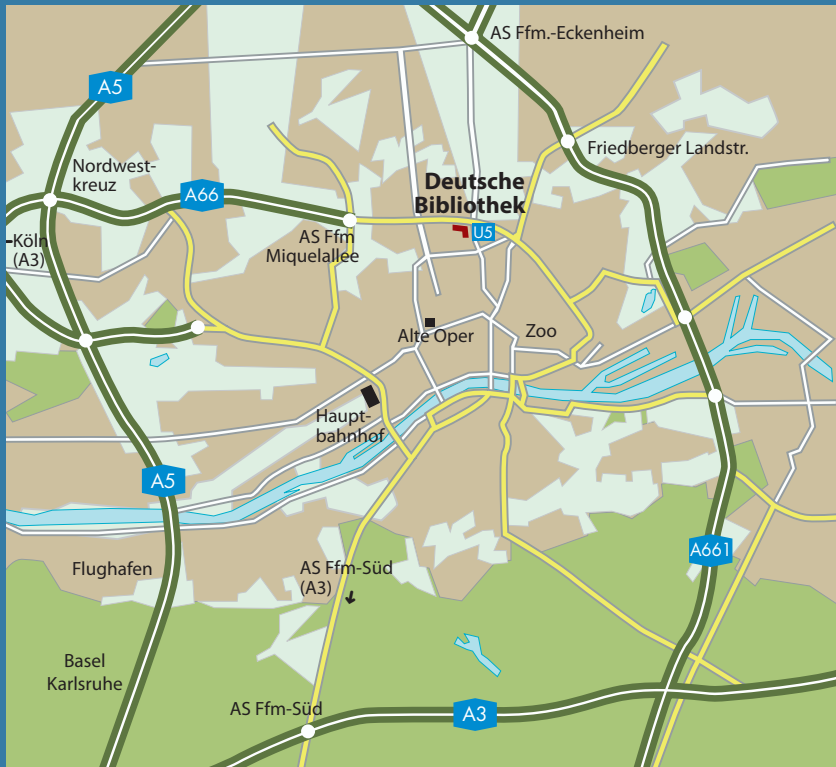 AS Ffm.-Eckenheim
A5
Friedberger Landstr.
Nordwest-
kreuz
A66
Deutsche
Bibliothek
U5
AS Ffm
Miquelallee
Köln
(A3)
Alte Oper
Zoo
Haupt-
bahnhof
A5
A661
Flughafen
AS Ffm-Süd
(A3)
Basel
Karlsruhe
AS Ffm-Süd
A3